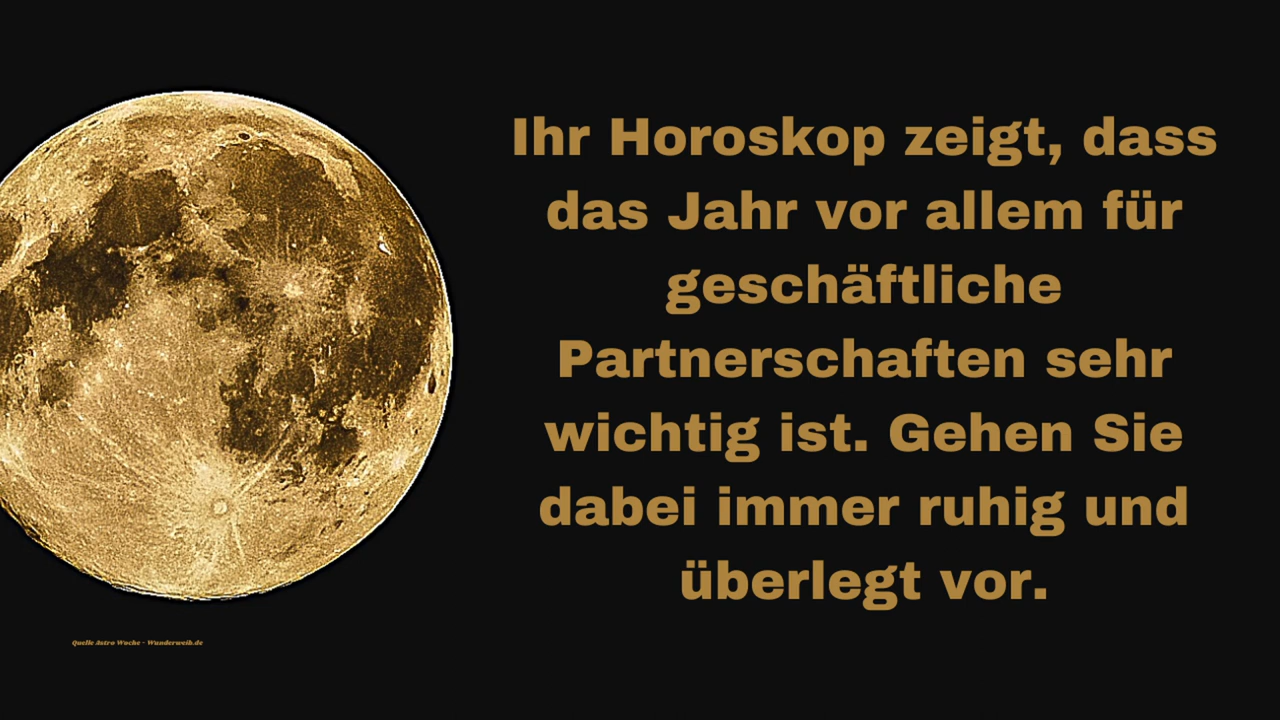 Ihr Horoskop zeigt, dass
das Jahr vor allem für
geschäftliche
Partnerschaften sehr
wichtig ist. Gehen Sie
dabei immer ruhig und
überlegt vor.
Quelle Astro Woche - Wunderweib.de